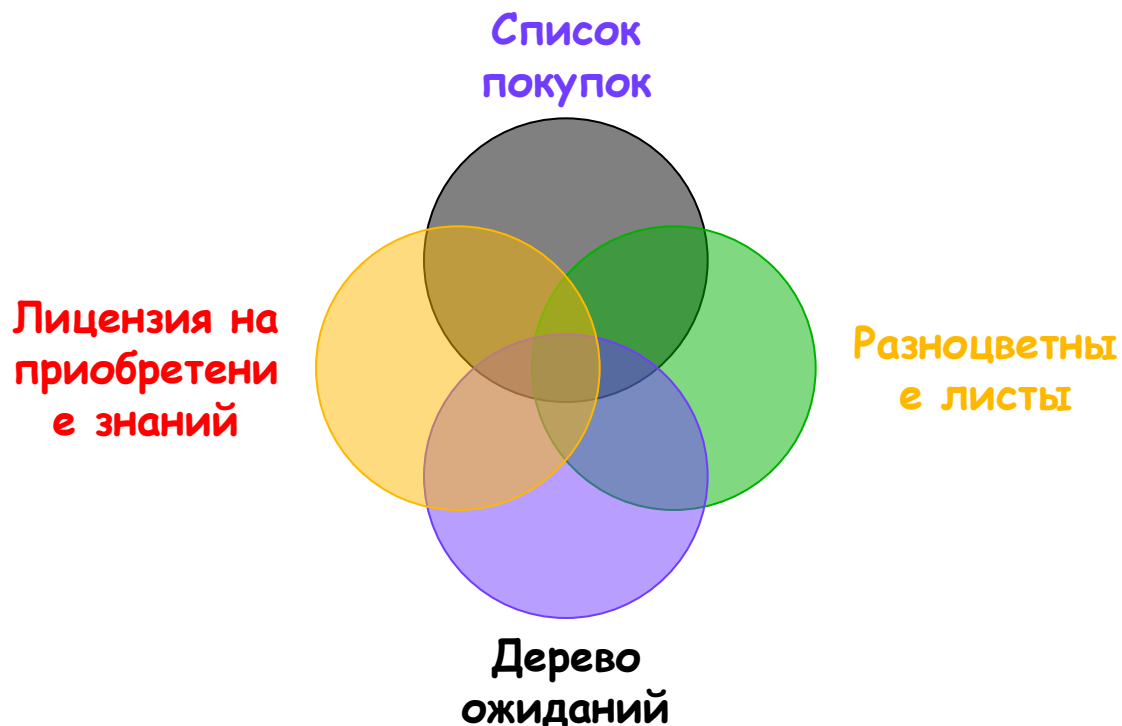 Список
покупок
Лицензия на
приобретени
е знаний
Разноцветны
е листы
Дерево
ожиданий